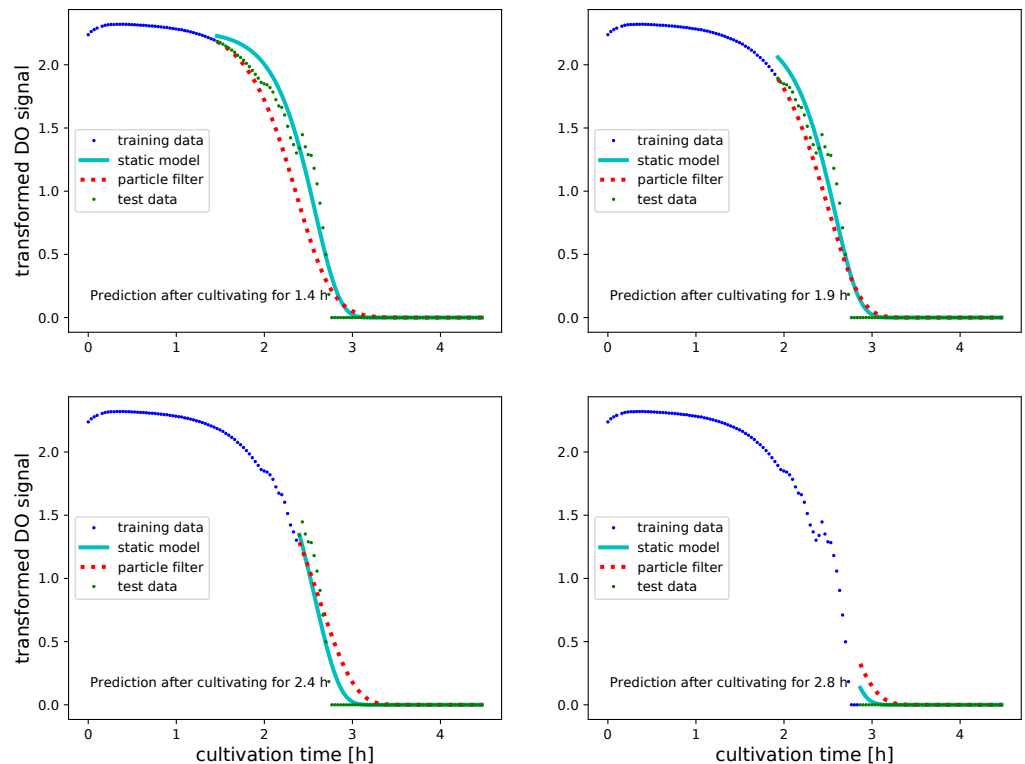 transformed DO signal
2.0
1.5
1.0
0.5
0.0
training data
static model
particle filter
test data
Prediction after cultivating for 1.4 h
0 1 2 3 4
2.0
1.5
1.0
0.5
0.0
training data
static model
particle filter
test data
Prediction after cultivating for 1.9 h
0 1 2 3 4
transformed DO signal
2.0
1.5
1.0
0.5
0.0
training data
static model
particle filter
test data
Prediction after cultivating for 2.4 h
0 1 2 3 4
cultivation time [h]
2.0
1.5
1.0
0.5
0.0
training data
static model
particle filter
test data
Prediction after cultivating for 2.8 h
0 1 2 3 4
cultivation time [h]